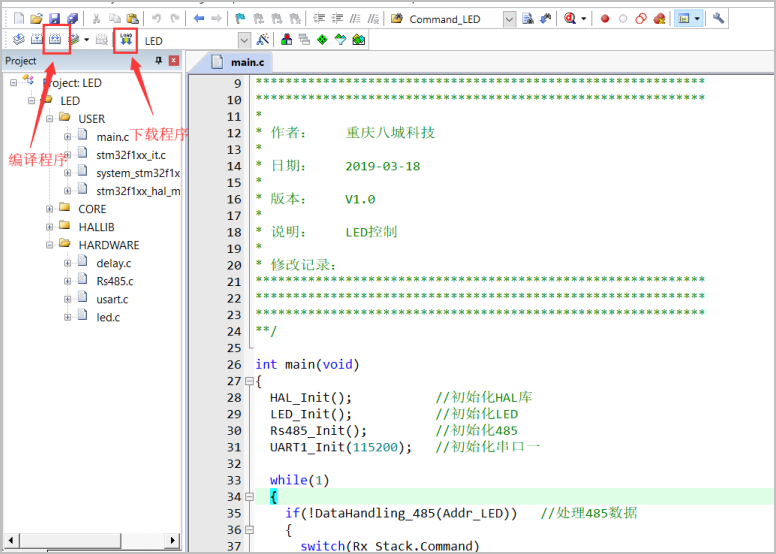 Command_LED
LOAD
LED
Project
main.c
Project: LED
LED
USER
main.c
下载程序
编译程序
stm32f1xx_it.c
system_stm32f1x
stm32f1xx_hal_m
CORE
HALLIB
HARDWARE
delay.c
Rs485.c
usart.c
led.c
9 ************************************************************
10 ************************************************************
11 *
12 * 作者： 重庆八城科技
13 *
14 * 日期： 2019-03-18
15 *
16 * 版本： V1.0
17 *
18 * 说明： LED控制
19 *
20 * 修改记录：
21 ************************************************************
22 ************************************************************
23 ************************************************************
24 **/
25
26 int main(void)
27 {
28 HAL_Init(); //初始化HAL库
29 LED_Init(); //初始化LED
30 Rs485_Init(); //初始化485
31 UART1_Init(115200); //初始化串口一
32
33 while(1)
34 {
35 if(!DataHandling_485(Addr_LED)) //处理485数据
36 {
37 switch(Rx_Stack.Command)